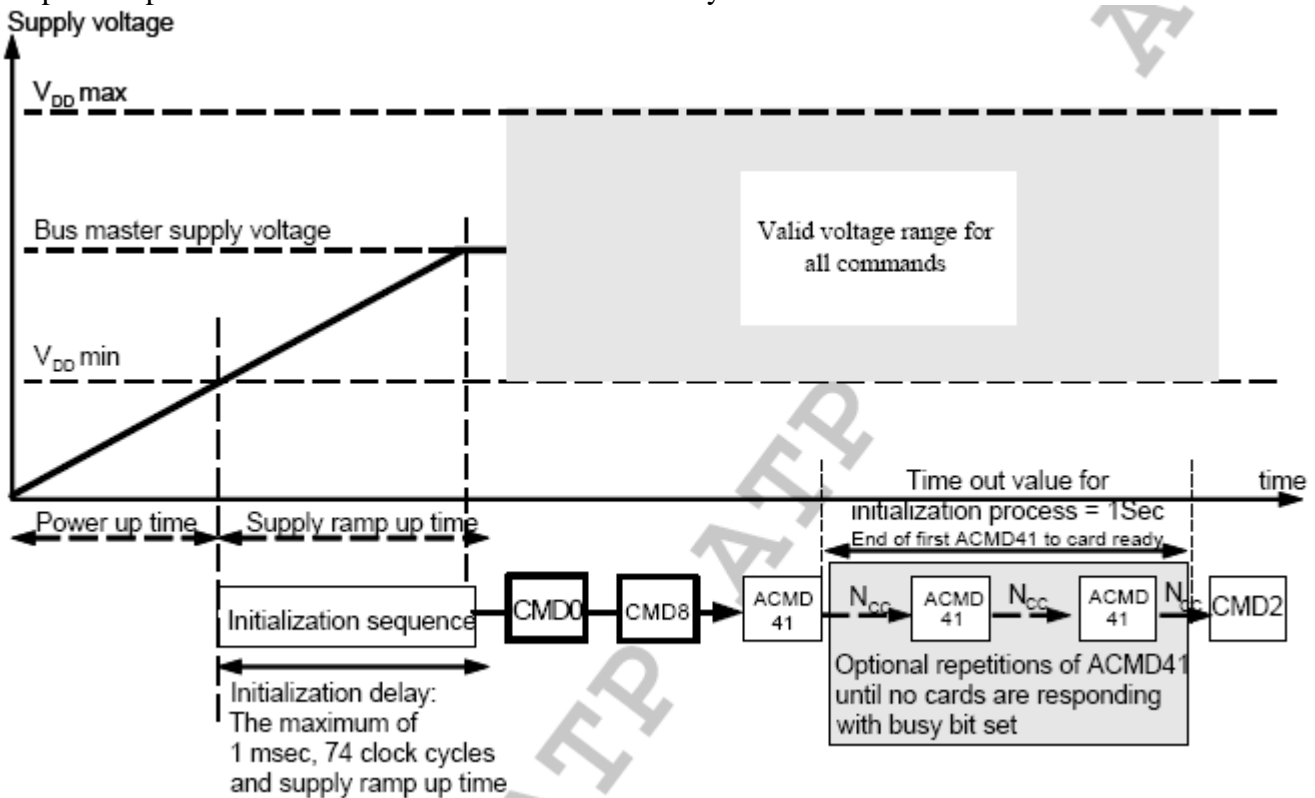 Supply voltage
V_DD max
Bus master supply voltage
Valid voltage range for
all commands
V_DD min
Time out value for
time
Power up time
Supply ramp up time
initialization process = 1Sec
End of first ACMD41 to card ready
Initialization sequence
CMD0
CMD8
ACMD
41
N_CC
ACMD
41
N_CC
ACMD
41
N_CC
CMD2
Optional repetitions of ACMD41
until no cards are responding
with busy bit set
Initialization delay:
The maximum of
1 msec, 74 clock cycles
and supply ramp up time
ATP
ATP
A